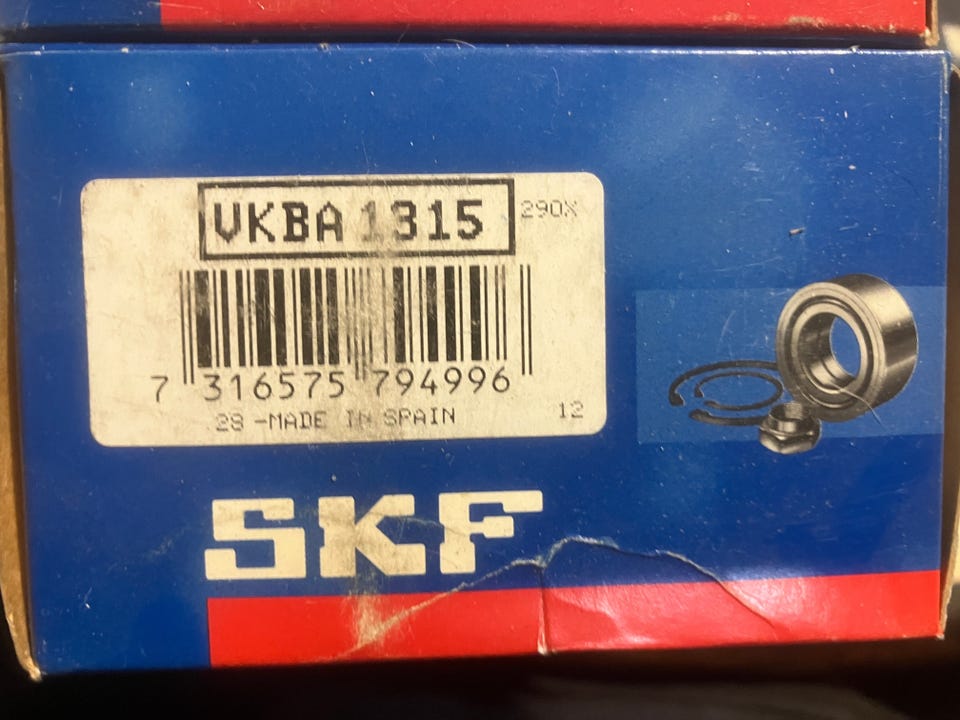 VKBA 1315
290X
7 316575 794996
28 -MADE IN SPAIN
12
SKF